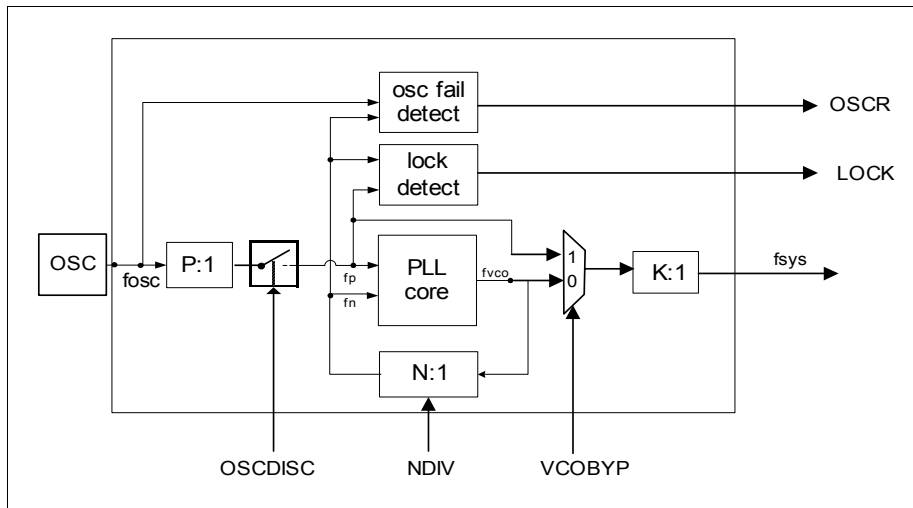 osc fail
detect
OSCR
lock
detect
LOCK
OSC
fosc
P:1
fp
fn
PLL
core
fvco
1
0
K:1
fsys
N:1
OSCDISC
NDIV
VCOBYP